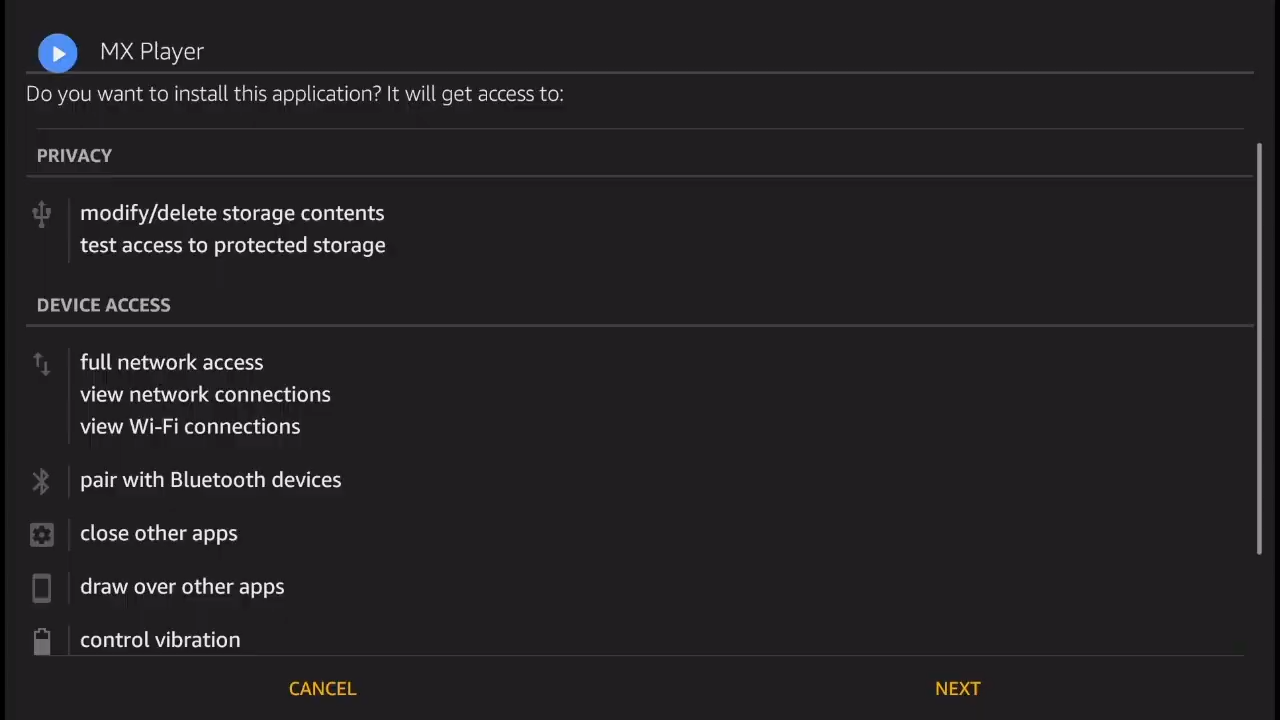 MX Player
Do you want to install this application? It will get access to:
PRIVACY
modify/delete storage contents
test access to protected storage
DEVICE ACCESS
full network access
view network connections
view Wi-Fi connections
pair with Bluetooth devices
close other apps
draw over other apps
control vibration
CANCEL
NEXT